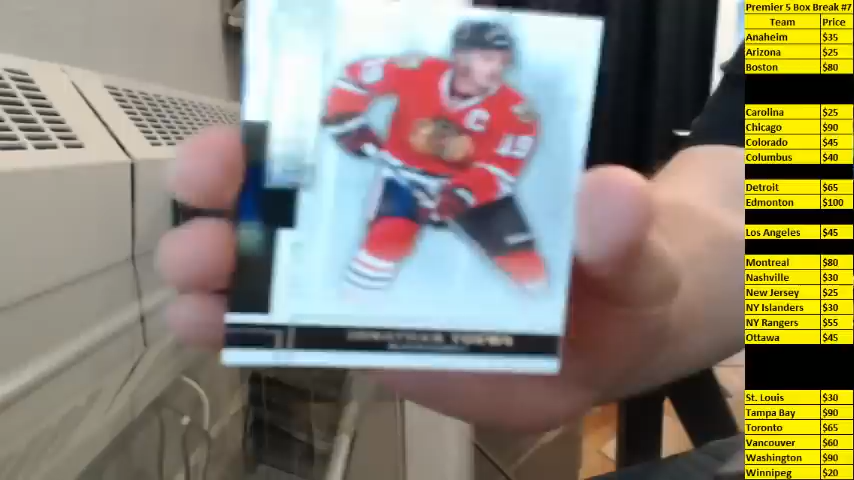 Premier 5 Box Break #7
Team Price
Anaheim $35
Arizona $25
Boston $80
Carolina $25
Chicago $90
Colorado $45
Columbus $40
Detroit $65
Edmonton $100
Los Angeles $45
Montreal $80
Nashville $30
New Jersey $25
NY Islanders $30
NY Rangers $55
Ottawa $45
St. Louis $30
Tampa Bay $90
Toronto $65
Vancouver $60
Washington $90
Winnipeg $20
C
19
JONATHAN TOEWS